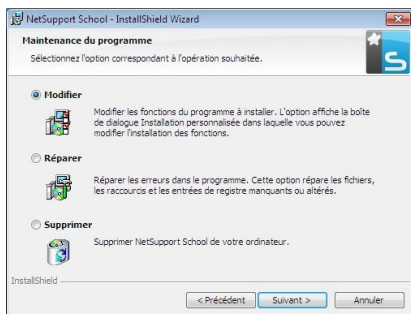 NetSupport School - InstallShield Wizard
Maintenance du programme
Sélectionnez l'option correspondant à l'opération souhaitée.
S
Modifier
Modifier les fonctions du programme à installer. L'option affiche la boîte
de dialogue Installation personnalisée dans laquelle vous pouvez
modifier l'installation des fonctions.
Réparer
Réparer les erreurs dans le programme. Cette option répare les fichiers,
les raccourcis et les entrées de registre manquants ou altérés.
Supprimer
Supprimer NetSupport School de votre ordinateur.
InstallShield
< Précédent
Suivant >
Annuler